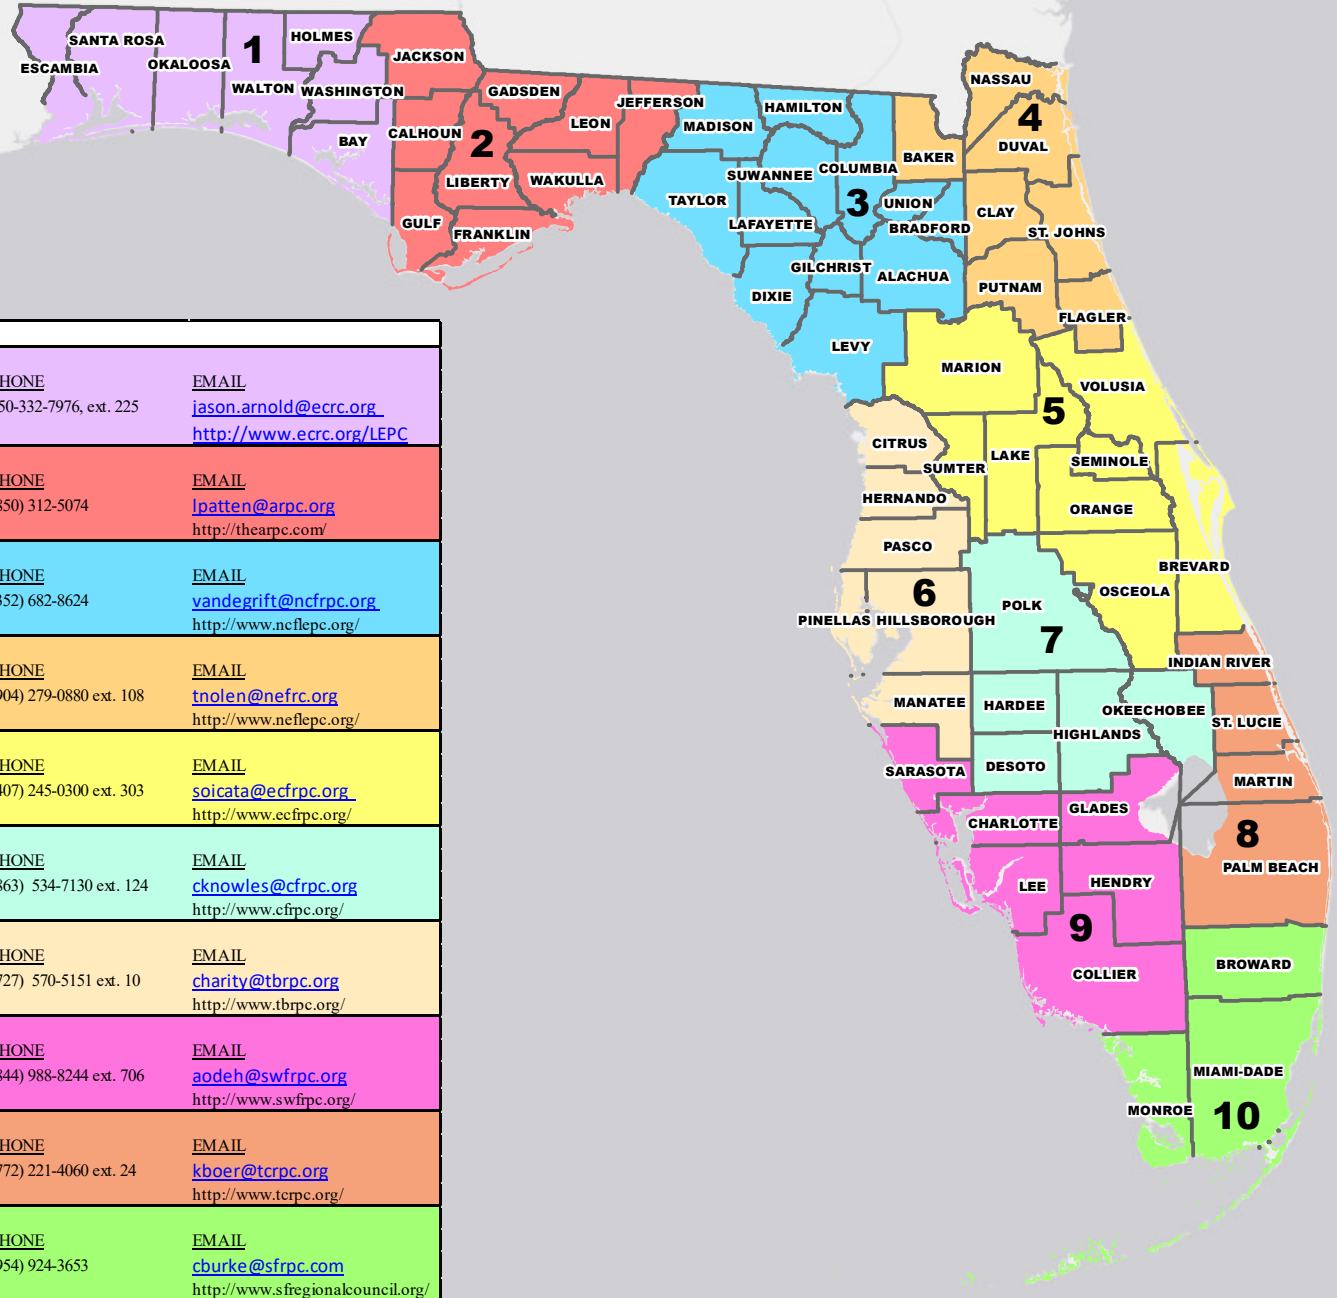 SANTA ROSA
ESCAMBIA
OKALOOSA
1
HOLMES
WALTON
WASHINGTON
BAY
JACKSON
GADSDEN
CALHOUN
2
LEON
JEFFERSON
LIBERTY
WAKULLA
GULF
FRANKLIN
MADISON
HAMILTON
TAYLOR
SUWANNEE
COLUMBIA
3
UNION
LAFAYETTE
BRADFORD
GILCHRIST
ALACHUA
DIXIE
LEVY
NASSAU
4
DUVAL
BAKER
CLAY
ST. JOHNS
PUTNAM
FLAGLER
MARION
VOLUSIA
5
LAKE
SUMTER
SEMINOLE
ORANGE
BREVARD
OSCEOLA
CITRUS
HERNANDO
PASCO
6
PINELLAS
HILLSBOROUGH
MANATEE
POLK
7
HARDEE
HIGHLANDS
OKEECHOBEE
DESOTO
INDIAN RIVER
ST. LUCIE
MARTIN
8
PALM BEACH
SARASOTA
CHARLOTTE
GLADES
LEE
HENDRY
9
COLLIER
BROWARD
MIAMI-DADE
MONROE
10
HONE EMAIL
50-332-7976, ext. 225 jason.arnold@ecrc.org
http://www.ecrc.org/LEPC
HONE EMAIL
850) 312-5074 lpatten@arpc.org
http://thearpc.com/
HONE EMAIL
352) 682-8624 vandegrift@ncfrpc.org
http://www.ncflepc.org/
HONE EMAIL
904) 279-0880 ext. 108 tnolen@nefrc.org
http://www.neflepc.org/
HONE EMAIL
407) 245-0300 ext. 303 soicata@ecfrpc.org
http://www.ecfrpc.org/
HONE EMAIL
863) 534-7130 ext. 124 cknowles@cfrpc.org
http://www.cfrpc.org/
HONE EMAIL
727) 570-5151 ext. 10 charity@tbrpc.org
http://www.tbrpc.org/
HONE EMAIL
844) 988-8244 ext. 706 aodeh@swfrpc.org
http://www.swfrpc.org/
HONE EMAIL
772) 221-4060 ext. 24 kboer@tcrpc.org
http://www.tcrpc.org/
HONE EMAIL
954) 924-3653 cburke@sfrpc.com
http://www.sfregionalcouncil.org/